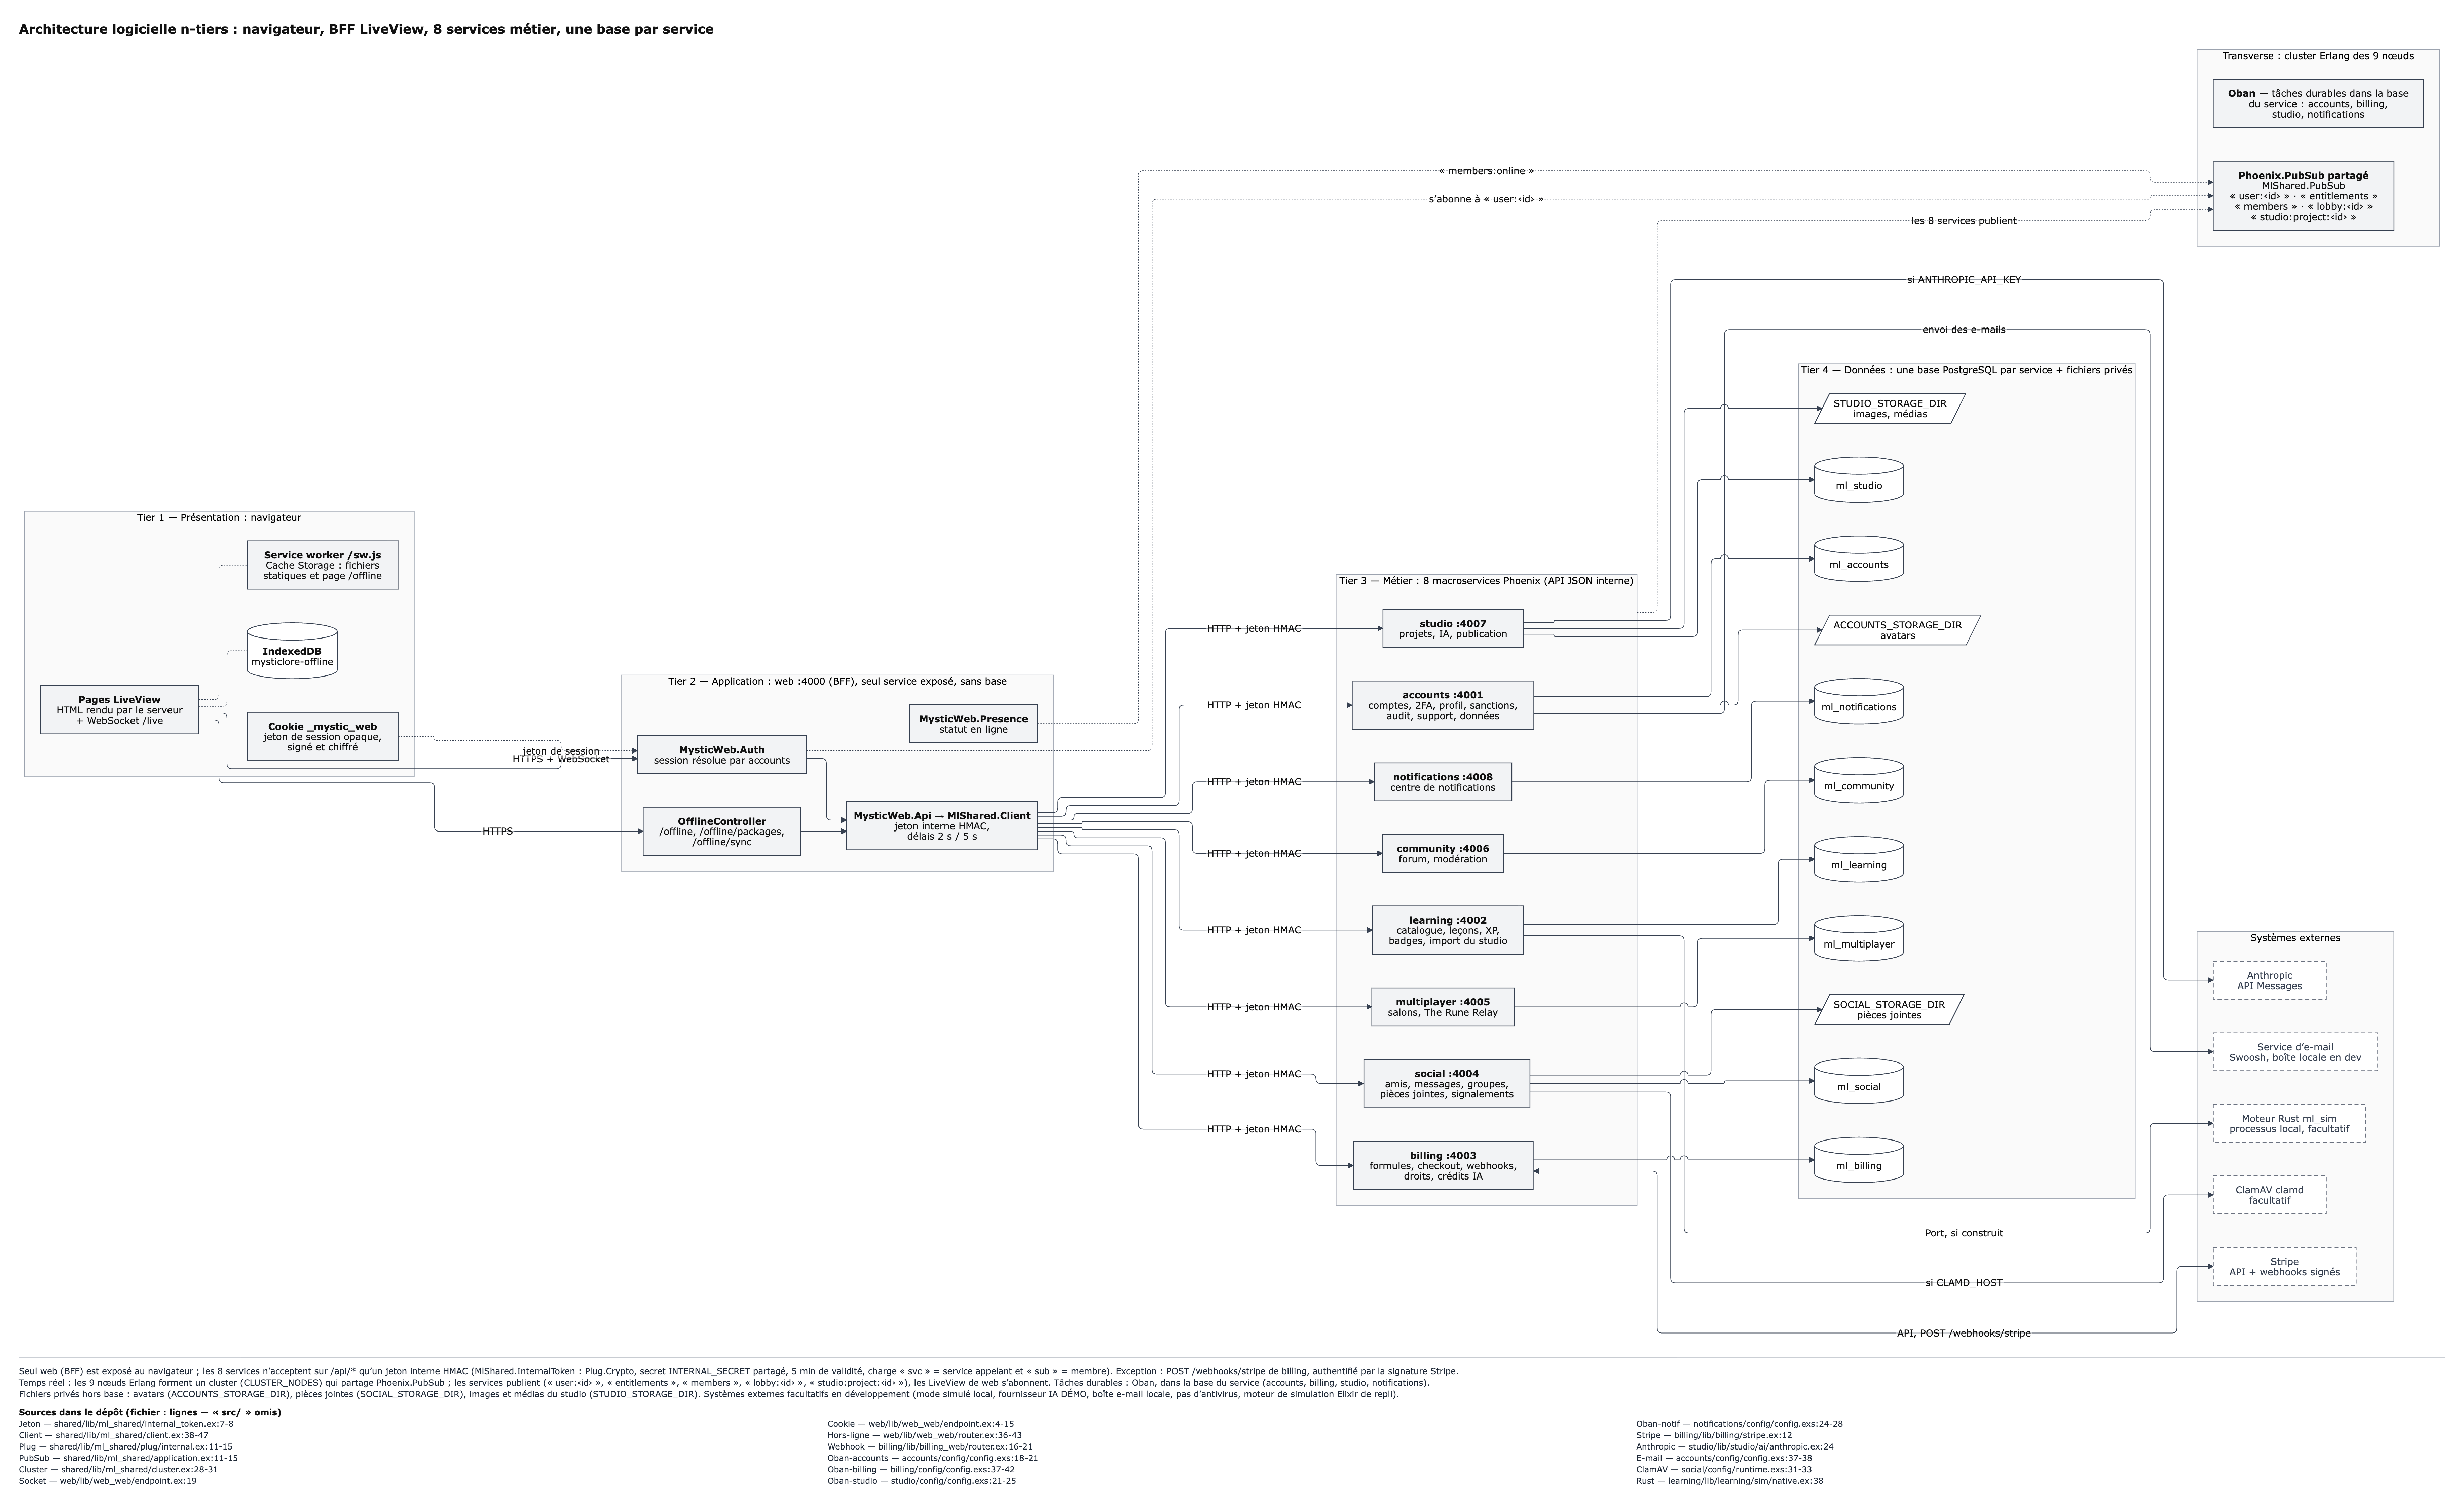 Architecture logicielle n-tiers : navigateur, BFF LiveView, 8 services métier, une base par service
Transverse : cluster Erlang des 9 nœuds
Oban — tâches durables dans la base
du service : accounts, billing,
studio, notifications
Phoenix.PubSub partagé
MlShared.PubSub
« user:‹id› » · « entitlements »
« members » · « lobby:‹id› »
« studio:project:‹id› »
« members:online »
s’abonne à « user:‹id› »
les 8 services publient
si ANTHROPIC_API_KEY
envoi des e-mails
Tier 1 — Présentation : navigateur
Service worker /sw.js
Cache Storage : fichiers
statiques et page /offline
IndexedDB
mysticlore-offline
Pages LiveView
HTML rendu par le serveur
+ WebSocket /live
Cookie _mystic_web
jeton de session opaque,
signé et chiffré
jeton de session
HTTPS + WebSocket
HTTPS
Tier 2 — Application : web :4000 (BFF), seul service exposé, sans base
MysticWeb.Presence
statut en ligne
MysticWeb.Auth
session résolue par accounts
OfflineController
/offline, /offline/packages,
/offline/sync
MysticWeb.Api → MlShared.Client
jeton interne HMAC,
délais 2 s / 5 s
HTTP + jeton HMAC
HTTP + jeton HMAC
HTTP + jeton HMAC
HTTP + jeton HMAC
HTTP + jeton HMAC
HTTP + jeton HMAC
HTTP + jeton HMAC
HTTP + jeton HMAC
Tier 3 — Métier : 8 macroservices Phoenix (API JSON interne)
studio :4007
projets, IA, publication
accounts :4001
comptes, 2FA, profil, sanctions,
audit, support, données
notifications :4008
centre de notifications
community :4006
forum, modération
learning :4002
catalogue, leçons, XP,
badges, import du studio
multiplayer :4005
salons, The Rune Relay
social :4004
amis, messages, groupes,
pièces jointes, signalements
billing :4003
formules, checkout, webhooks,
droits, crédits IA
Tier 4 — Données : une base PostgreSQL par service + fichiers privés
STUDIO_STORAGE_DIR
images, médias
ml_studio
ml_accounts
ACCOUNTS_STORAGE_DIR
avatars
ml_notifications
ml_community
ml_learning
ml_multiplayer
SOCIAL_STORAGE_DIR
pièces jointes
ml_social
ml_billing
Port, si construit
si CLAMD_HOST
API, POST /webhooks/stripe
Systèmes externes
Anthropic
API Messages
Service d’e-mail
Swoosh, boîte locale en dev
Moteur Rust ml_sim
processus local, facultatif
ClamAV clamd
facultatif
Stripe
API + webhooks signés
Seul web (BFF) est exposé au navigateur ; les 8 services n’acceptent sur /api/* qu’un jeton interne HMAC (MlShared.InternalToken : Plug.Crypto, secret INTERNAL_SECRET partagé, 5 min de validité, charge « svc » = service appelant et « sub » = membre). Exception : POST /webhooks/stripe de billing, authentifié par la signature Stripe.
Temps réel : les 9 nœuds Erlang forment un cluster (CLUSTER_NODES) qui partage Phoenix.PubSub ; les services publient (« user:‹id› », « entitlements », « members », « lobby:‹id› », « studio:project:‹id› »), les LiveView de web s’abonnent. Tâches durables : Oban, dans la base du service (accounts, billing, studio, notifications).
Fichiers privés hors base : avatars (ACCOUNTS_STORAGE_DIR), pièces jointes (SOCIAL_STORAGE_DIR), images et médias du studio (STUDIO_STORAGE_DIR). Systèmes externes facultatifs en développement (mode simulé local, fournisseur IA DÉMO, boîte e-mail locale, pas d’antivirus, moteur de simulation Elixir de repli).
Sources dans le dépôt (fichier : lignes — « src/ » omis)
Jeton — shared/lib/ml_shared/internal_token.ex:7-8
Client — shared/lib/ml_shared/client.ex:38-47
Plug — shared/lib/ml_shared/plug/internal.ex:11-15
PubSub — shared/lib/ml_shared/application.ex:11-15
Cluster — shared/lib/ml_shared/cluster.ex:28-31
Socket — web/lib/web_web/endpoint.ex:19
Cookie — web/lib/web_web/endpoint.ex:4-15
Hors-ligne — web/lib/web_web/router.ex:36-43
Webhook — billing/lib/billing_web/router.ex:16-21
Oban-accounts — accounts/config/config.exs:18-21
Oban-billing — billing/config/config.exs:37-42
Oban-studio — studio/config/config.exs:21-25
Oban-notif — notifications/config/config.exs:24-28
Stripe — billing/lib/billing/stripe.ex:12
Anthropic — studio/lib/studio/ai/anthropic.ex:24
E-mail — accounts/config/config.exs:37-38
ClamAV — social/config/runtime.exs:31-33
Rust — learning/lib/learning/sim/native.ex:38